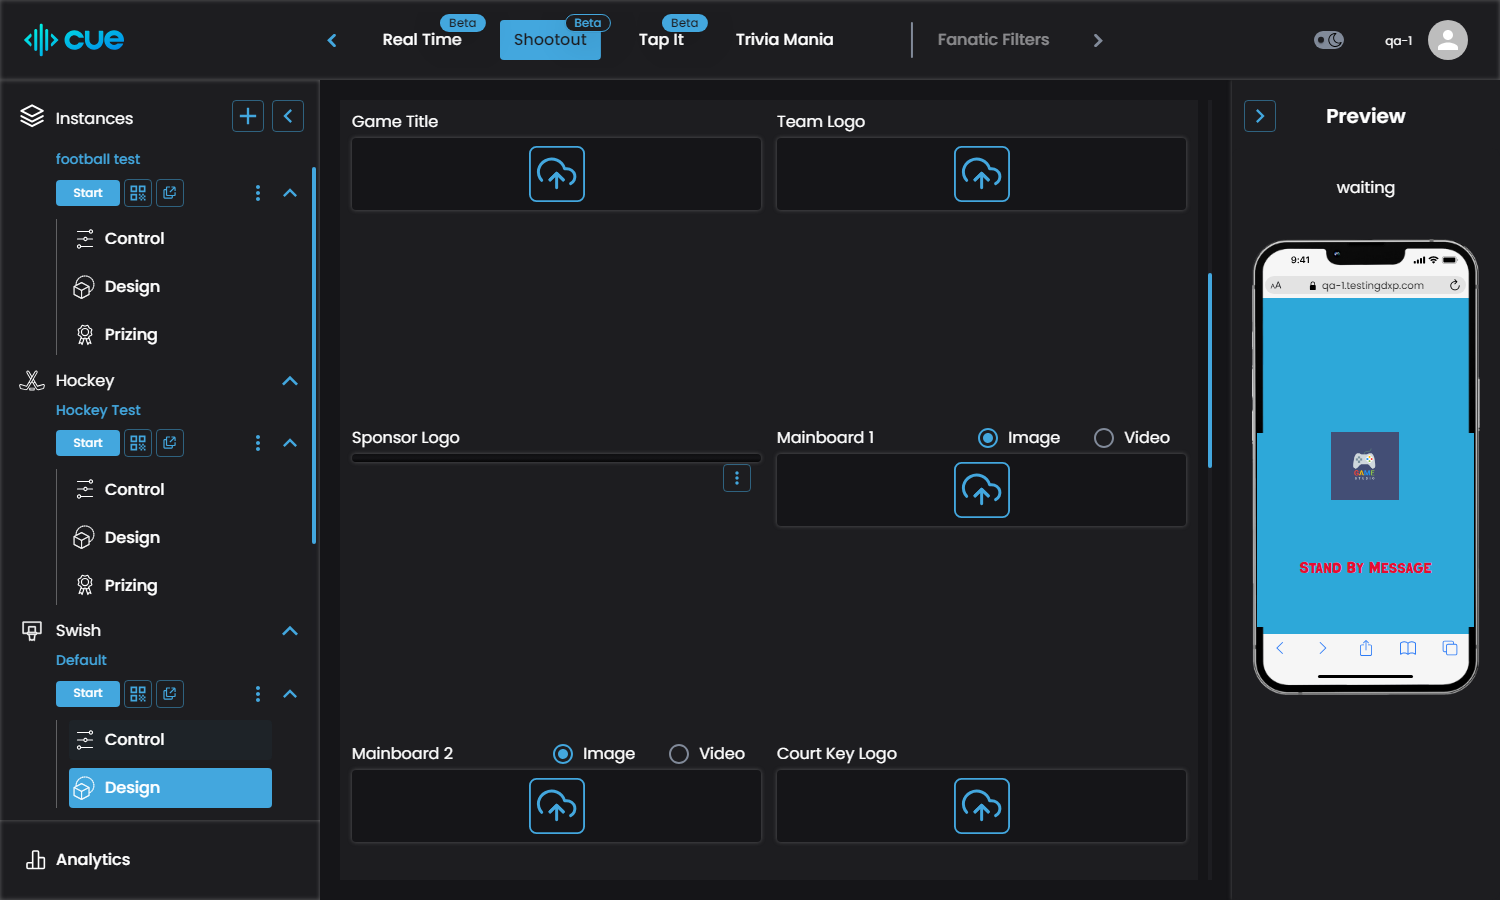 cue
Real Time
Beta
Shootout
Beta
Tap It
Beta
Trivia Mania
Fanatic Filters
qa-1
Instances
football test
Start
Control
Design
Prizing
Hockey
Hockey Test
Start
Control
Design
Prizing
Swish
Default
Start
Control
Design
Analytics
Game Title
Team Logo
Sponsor Logo
Mainboard 1
Image
Video
Mainboard 2
Image
Video
Court Key Logo
Preview
waiting
9:41
AA
qa-1.testingdxp.com
GAME
STUDIO
Stand By Message